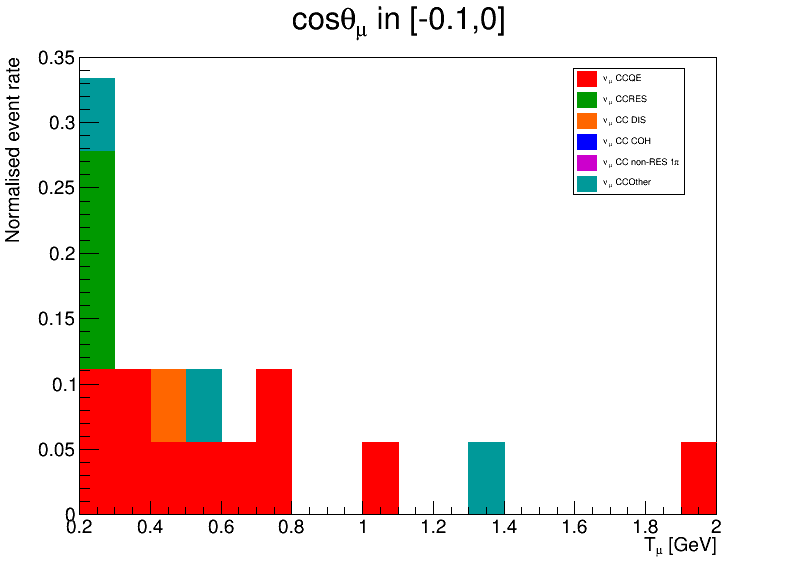 cosθμ in [-0.1,0]
Normalised event rate
0.35
0.3
0.25
0.2
0.15
0.1
0.05
0
νμ CCQE
νμ CCRES
νμ CC DIS
νμ CC COH
νμ CC non-RES 1π
νμ CCOther
0.2 0.4 0.6 0.8 1 1.2 1.4 1.6 1.8 2
Tμ [GeV]